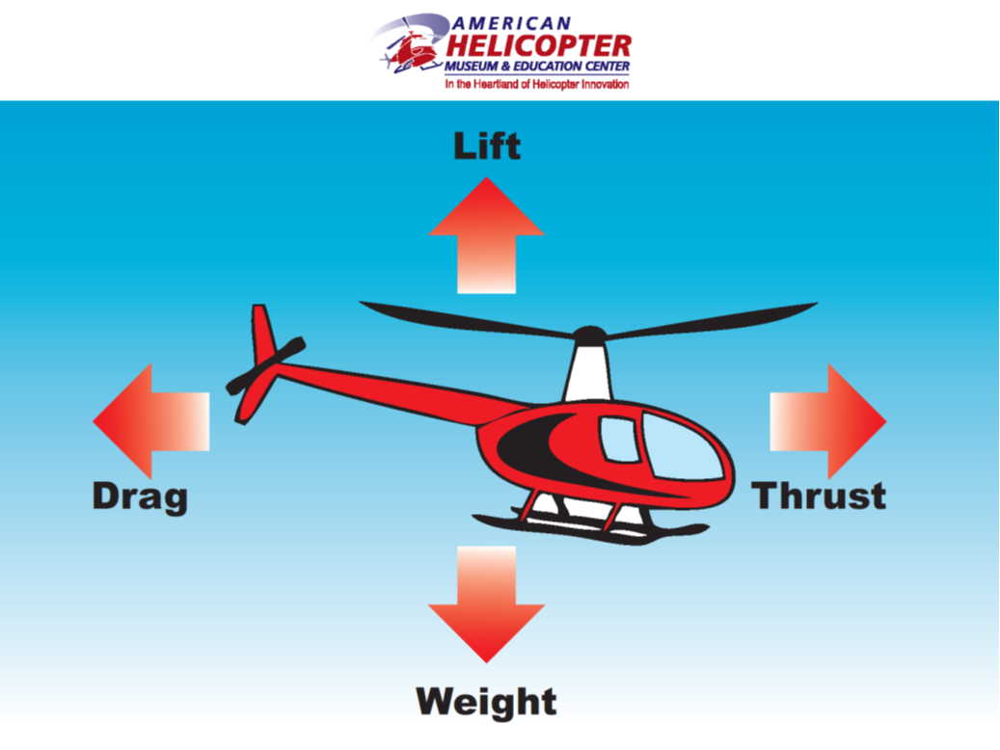 AMERICAN
HELICOPTER
MUSEUM & EDUCATION CENTER
In the Heartland of Helicopter Innovation
Lift
Drag
Thrust
Weight